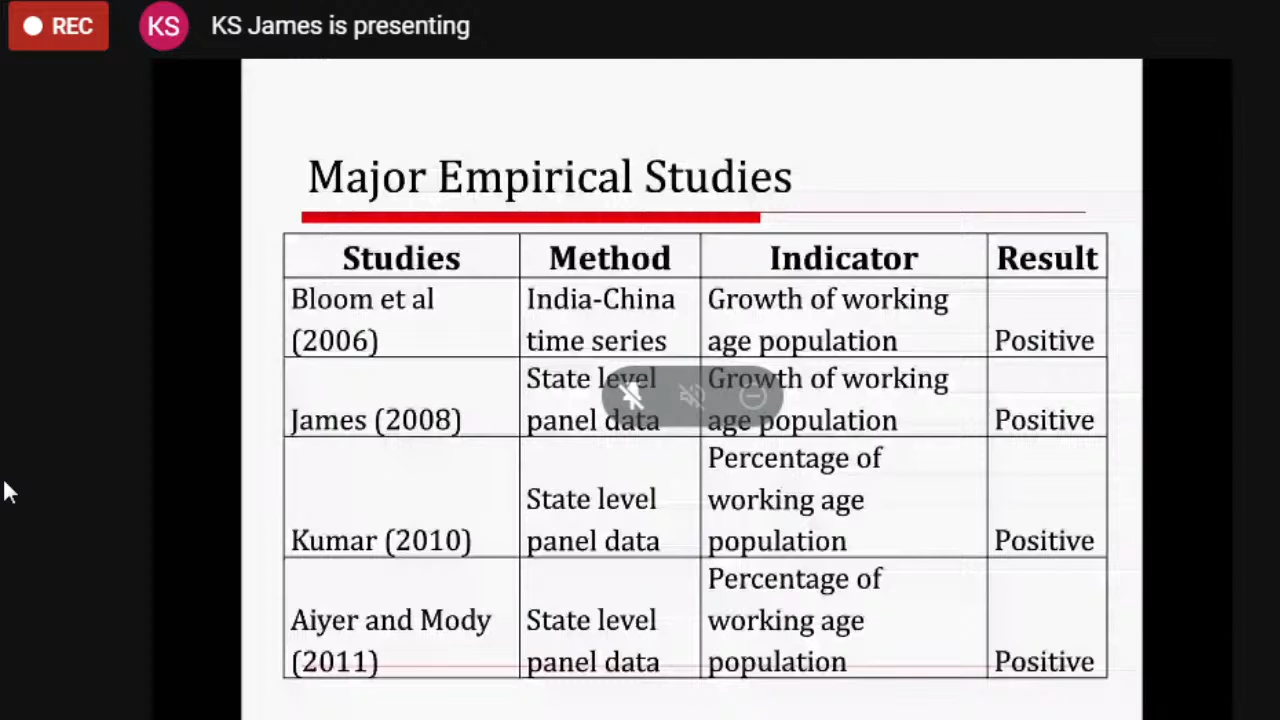 REC
KS
KS James is presenting
Major Empirical Studies
Studies Method Indicator Result
Bloom et al India-China Growth of working
(2006) time series age population Positive
State level Growth of working
James (2008) panel data age population Positive
Percentage of
State level working age
Kumar (2010) panel data population Positive
Percentage of
Aiyer and Mody State level working age
(2011) panel data population Positive